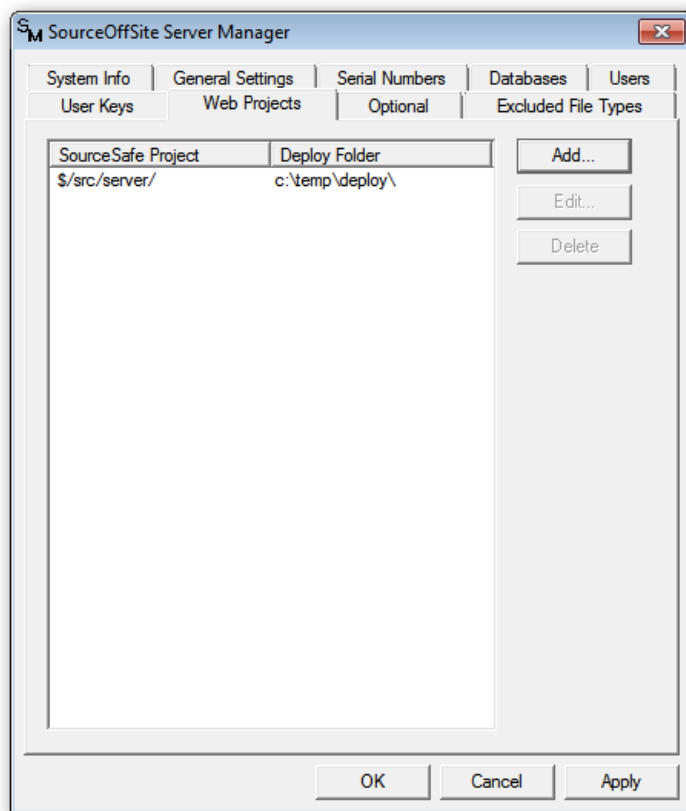 SM SourceOffSite Server Manager
System Info General Settings Serial Numbers Databases Users
User Keys Web Projects Optional Excluded File Types
SourceSafe Project Deploy Folder Add...
$/src/server/ c:\temp\deploy\
Edit...
Delete
OK Cancel Apply